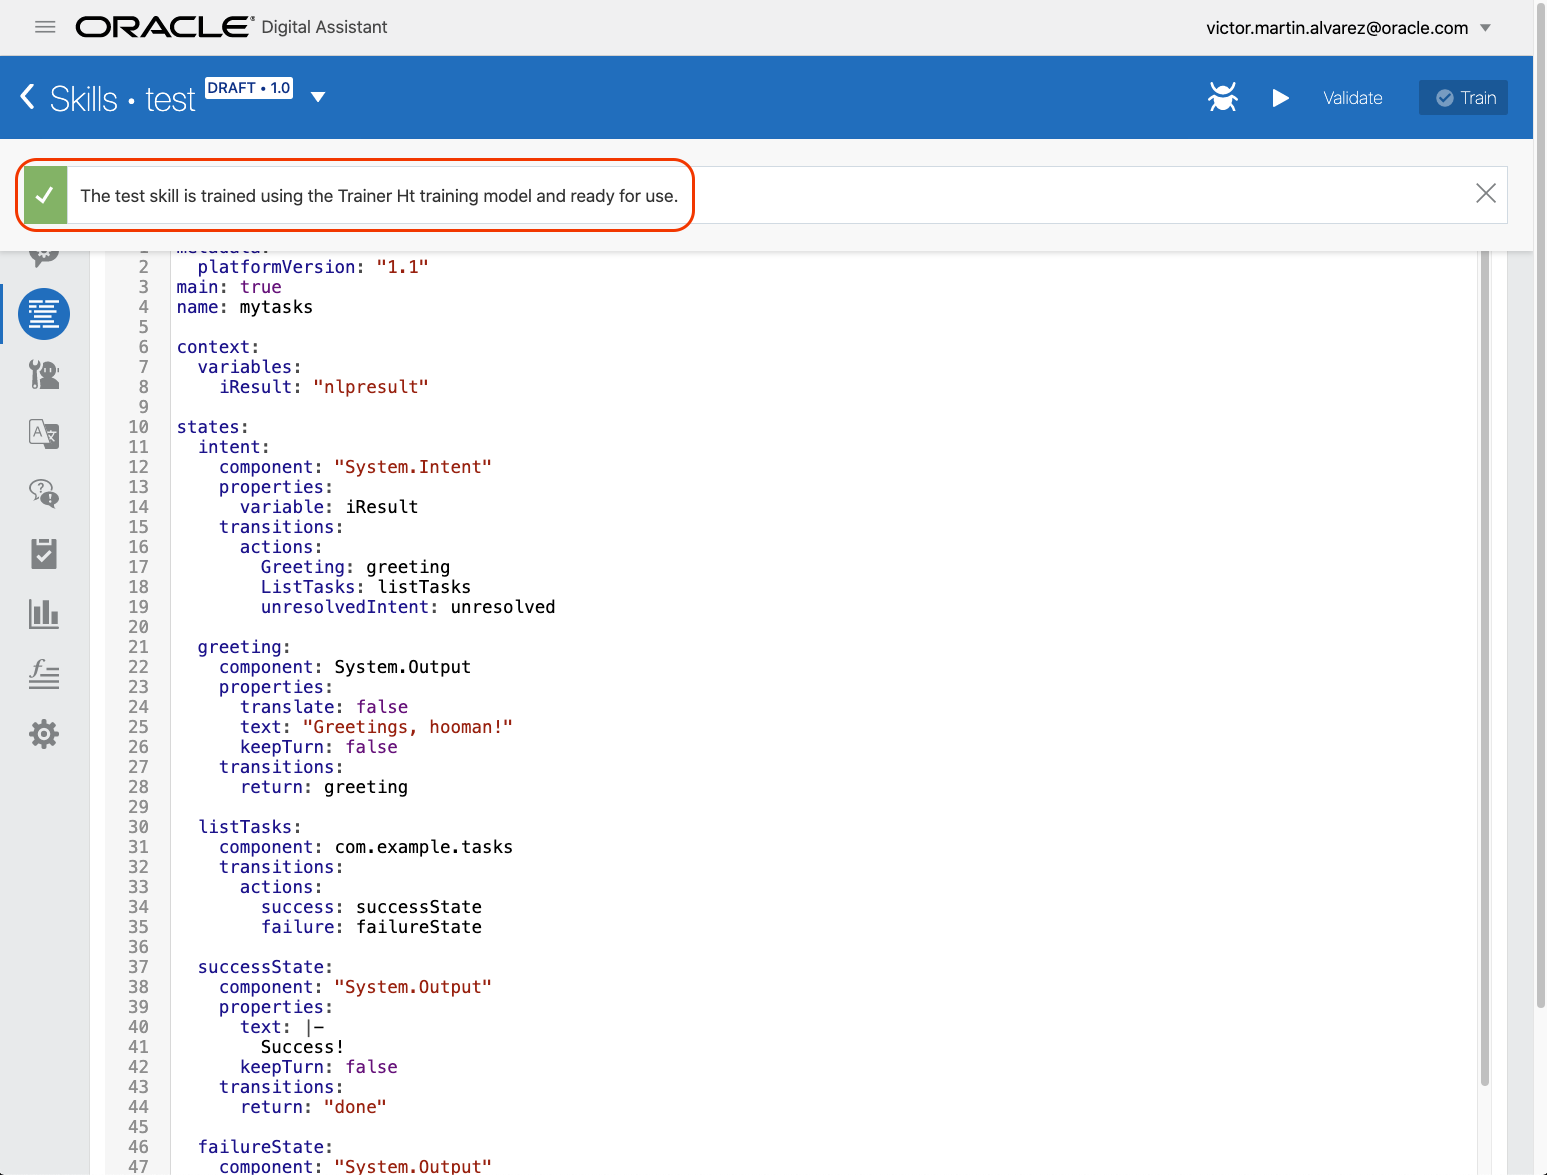 ORACLE® Digital Assistant
victor.martin.alvarez@oracle.com
Skills • test DRAFT • 1.0
Validate
Train
The test skill is trained using the Trainer Ht training model and ready for use.
2   platformVersion: "1.1"
3 main: true
4 name: mytasks
5
6 context:
7   variables:
8     iResult: "nlpresult"
9
10 states:
11   intent:
12     component: "System.Intent"
13     properties:
14       variable: iResult
15     transitions:
16       actions:
17         Greeting: greeting
18         ListTasks: listTasks
19         unresolvedIntent: unresolved
20
21   greeting:
22     component: System.Output
23     properties:
24       translate: false
25       text: "Greetings, hooman!"
26       keepTurn: false
27     transitions:
28       return: greeting
29
30   listTasks:
31     component: com.example.tasks
32     transitions:
33       actions:
34         success: successState
35         failure: failureState
36
37   successState:
38     component: "System.Output"
39     properties:
40       text: |-
41         Success!
42       keepTurn: false
43     transitions:
44       return: "done"
45
46   failureState:
47     component: "System.Output"